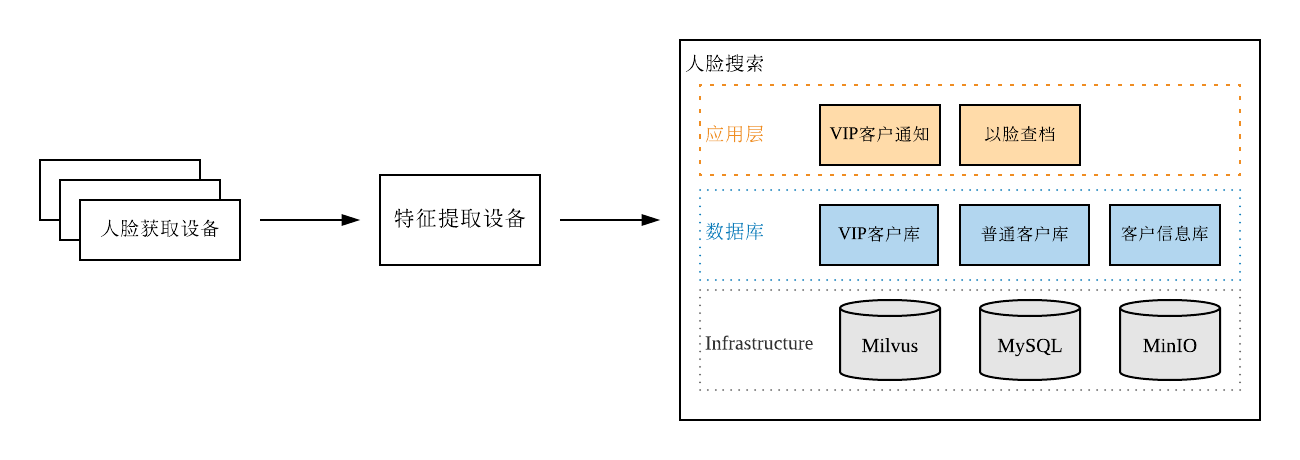 人脸获取设备
特征提取设备
人脸搜索
应用层
VIP客户通知
以脸查档
数据库
VIP客户库
普通客户库
客户信息库
Infrastructure
Milvus
MySQL
MinIO